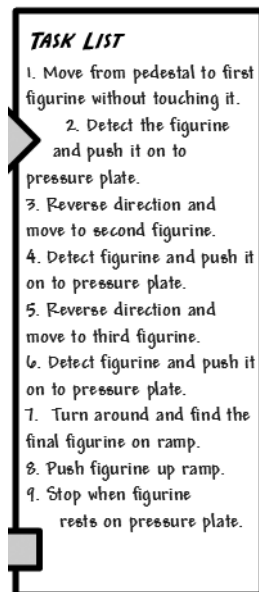 TASK LIST
1. Move from pedestal to first
figurine without touching it.
2. Detect the figurine
and push it on to
pressure plate.
3. Reverse direction and
move to second figurine.
4. Detect figurine and push it
on to pressure plate.
5. Reverse direction and
move to third figurine.
6. Detect figurine and push it
on to pressure plate.
7. Turn around and find the
final figurine on ramp.
8. Push figurine up ramp.
9. Stop when figurine
rests on pressure plate.